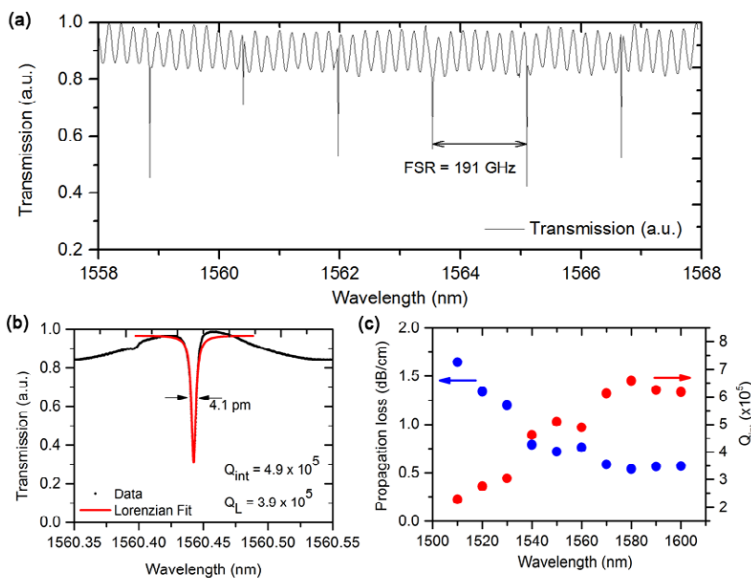 (a)
1.0
0.8
0.6
0.4
0.2
Transmission (a.u.)
FSR = 191 GHz
Transmission (a.u.)
1558 1560 1562 1564 1566 1568
Wavelength (nm)
(b)
1.0
0.8
0.6
0.4
0.2
0.0
Transmission (a.u.)
4.1 pm
Q_int = 4.9 x 10^5
Q_L = 3.9 x 10^5
Data
Lorenzian Fit
1560.35 1560.40 1560.45 1560.50 1560.55
Wavelength (nm)
(c)
2.0
1.5
1.0
0.5
0.0
Propagation loss (dB/cm)
8
7
6
5
4
3
2
(x10^5)
1500 1520 1540 1560 1580 1600
Wavelength (nm)